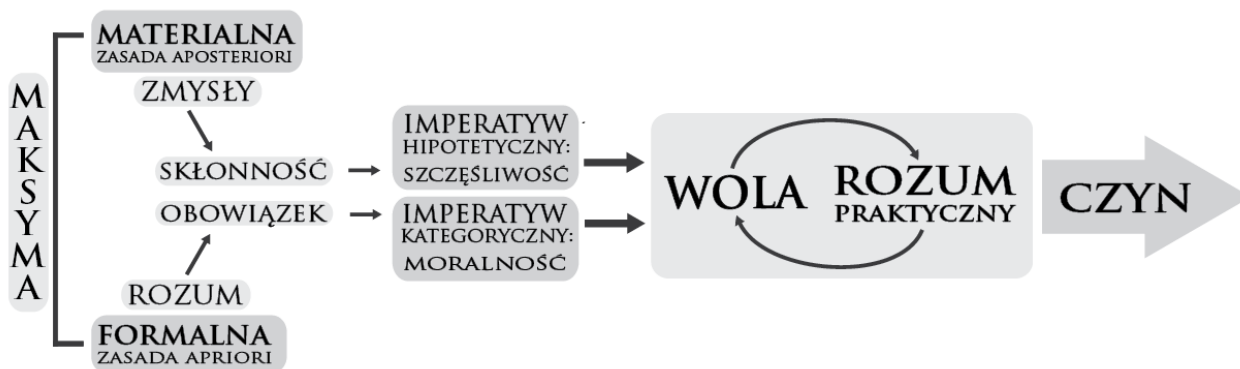 MAKSYMA
MATERIALNA
ZASADA APOSTERIORI
ZMYSŁY
SKŁONNOŚĆ
OBOWIĄZEK
ROZUM
FORMALNA
ZASADA APRIORI
IMPERATYW
HIPOTETYCZNY:
SZCZĘŚLIWOŚĆ
IMPERATYW
KATEGORYCZNY:
MORALNOŚĆ
WOLA
ROZUM
PRAKTYCZNY
CZYN